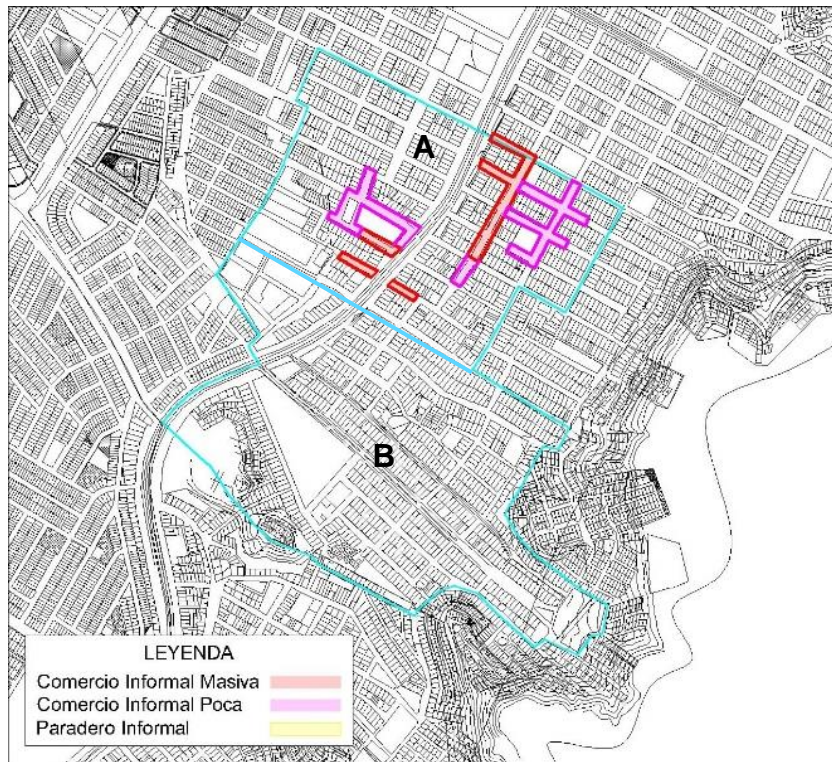 A
B
LEYENDA
Comercio Informal Masiva
Comercio Informal Poca
Paradero Informal